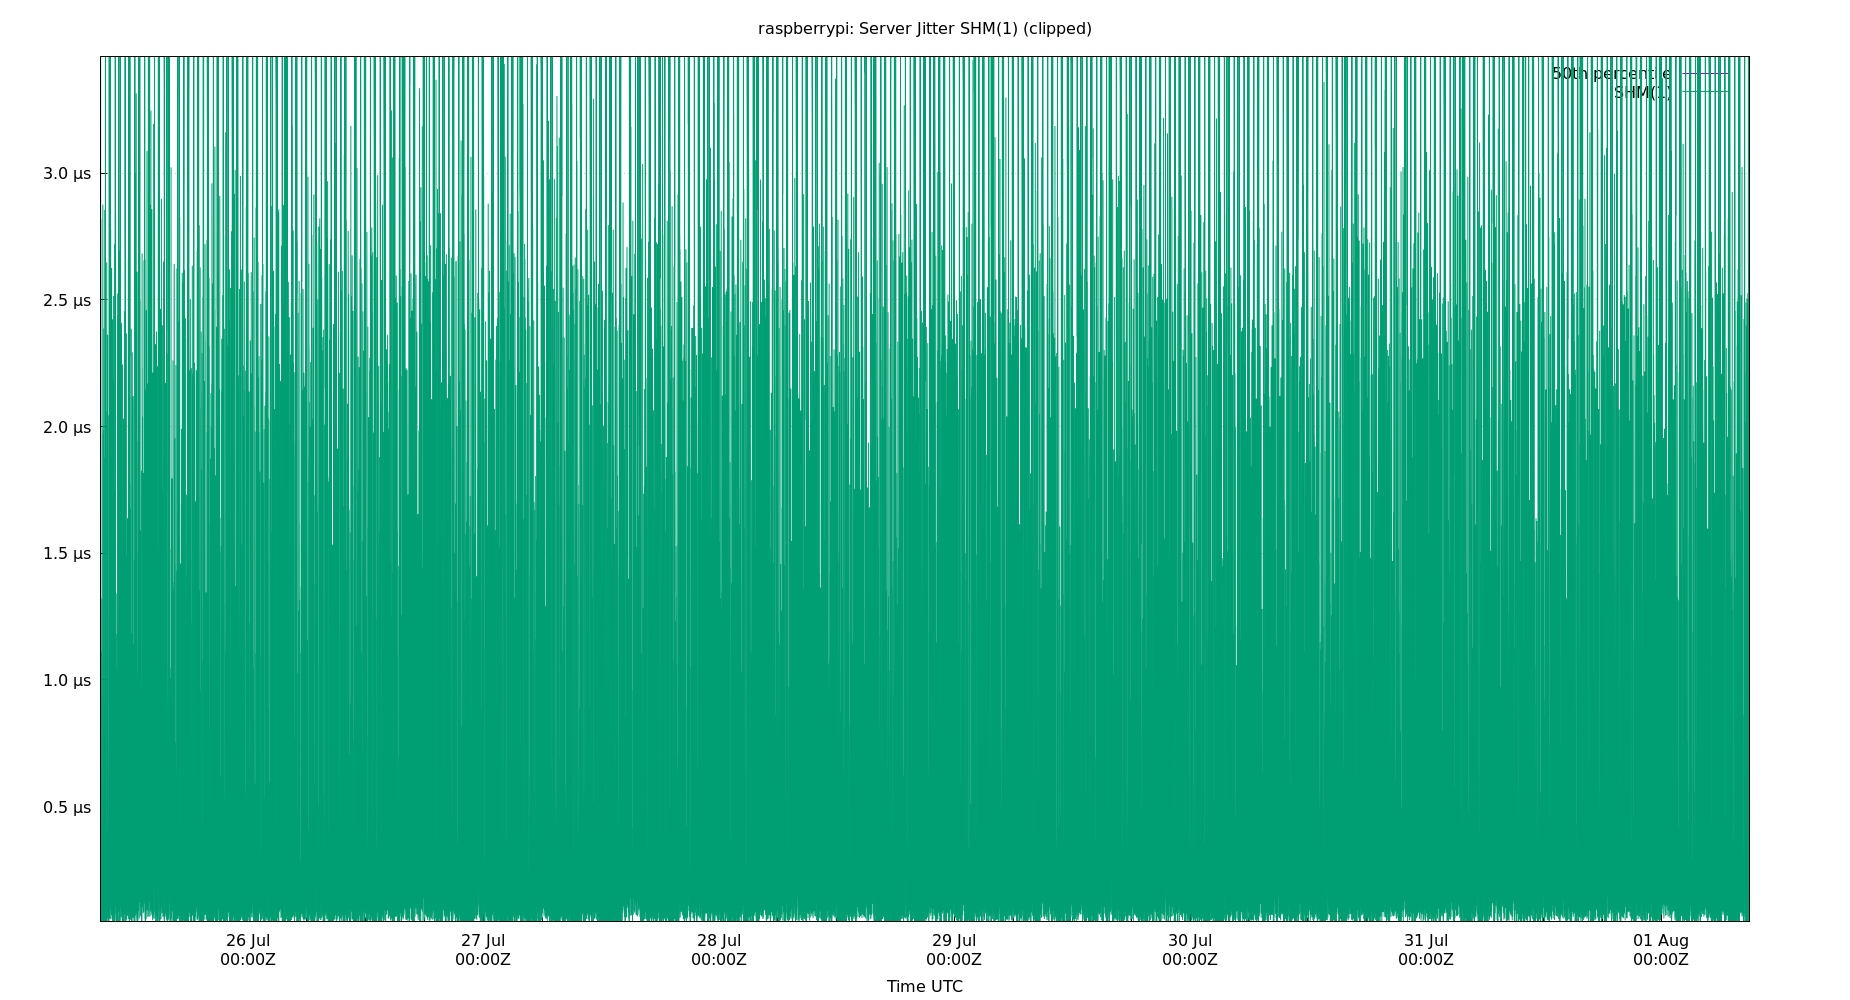 raspberrypi: Server Jitter SHM(1) (clipped)
50th percentile
SHM(1)
3.0 µs
2.5 µs
2.0 µs
1.5 µs
1.0 µs
0.5 µs
26 Jul 27 Jul 28 Jul 29 Jul 30 Jul 31 Jul 01 Aug
00:00Z 00:00Z 00:00Z 00:00Z 00:00Z 00:00Z 00:00Z
Time UTC